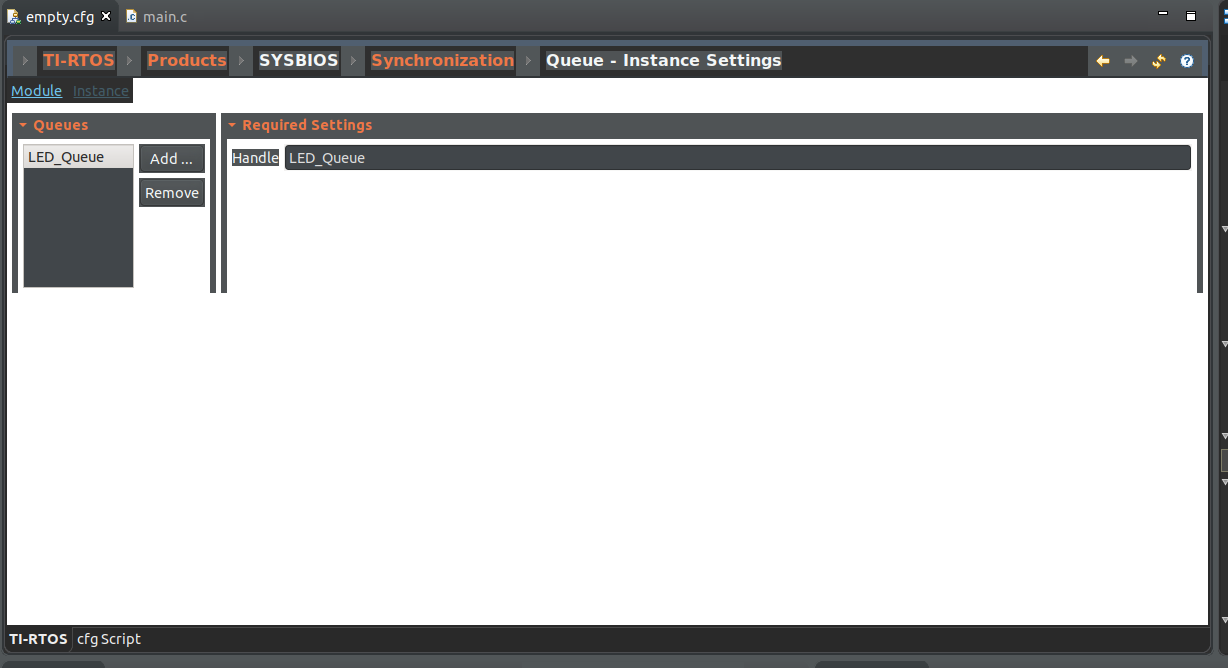 empty.cfg main.c
TI-RTOS Products SYSBIOS Synchronization Queue - Instance Settings
Module Instance
Queues
LED_Queue
Add ...
Remove
Required Settings
Handle LED_Queue
TI-RTOS cfg Script